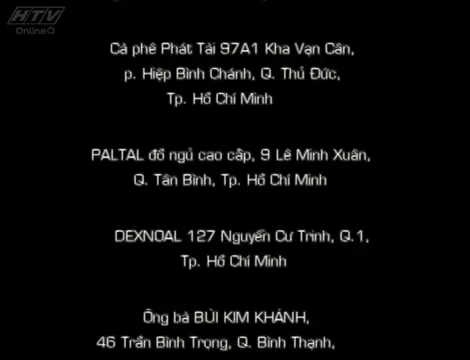 HTV
Online
Cà phê Phát Tài 97A1 Kha Vạn Cân,
p. Hiệp Bình Chánh, Q. Thủ Đức,
Tp. Hồ Chí Minh
PALTAL đồ ngủ cao cấp, 9 Lê Minh Xuân,
Q. Tân Bình, Tp. Hồ Chí Minh
DEXNOAL 127 Nguyễn Cư Trinh, Q.1,
Tp. Hồ Chí Minh
Ông bà BÙI KIM KHÁNH,
46 Trần Bình Trọng, Q. Bình Thạnh,